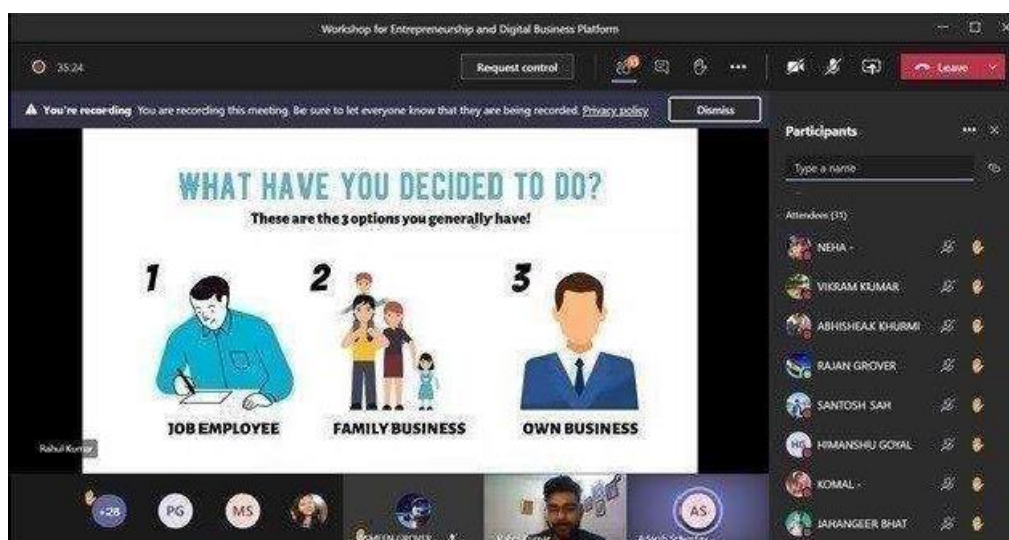 Workshop for Entrepreneurship and Digital Business Platform
35:24
Request control
Leave
You're recording You are recording this meeting. Be sure to let everyone know that they are being recorded. Privacy policy
Dismiss
Participants
Type a name
Attendees (31)
WHAT HAVE YOU DECIDED TO DO?
These are the 3 options you generally have!
1
2
3
JOB EMPLOYEE
FAMILY BUSINESS
OWN BUSINESS
Rahul Kumar
NEHA -
VIKRAM KUMAR
ABHISHEAK KHURMI
RAJAN GROVER
SANTOSH SAH
HG
HIMANSHU GOYAL
KOMAL -
JAHANGEER BHAT
+28
PG
MS
GROVER
Rahul Kumar
AS